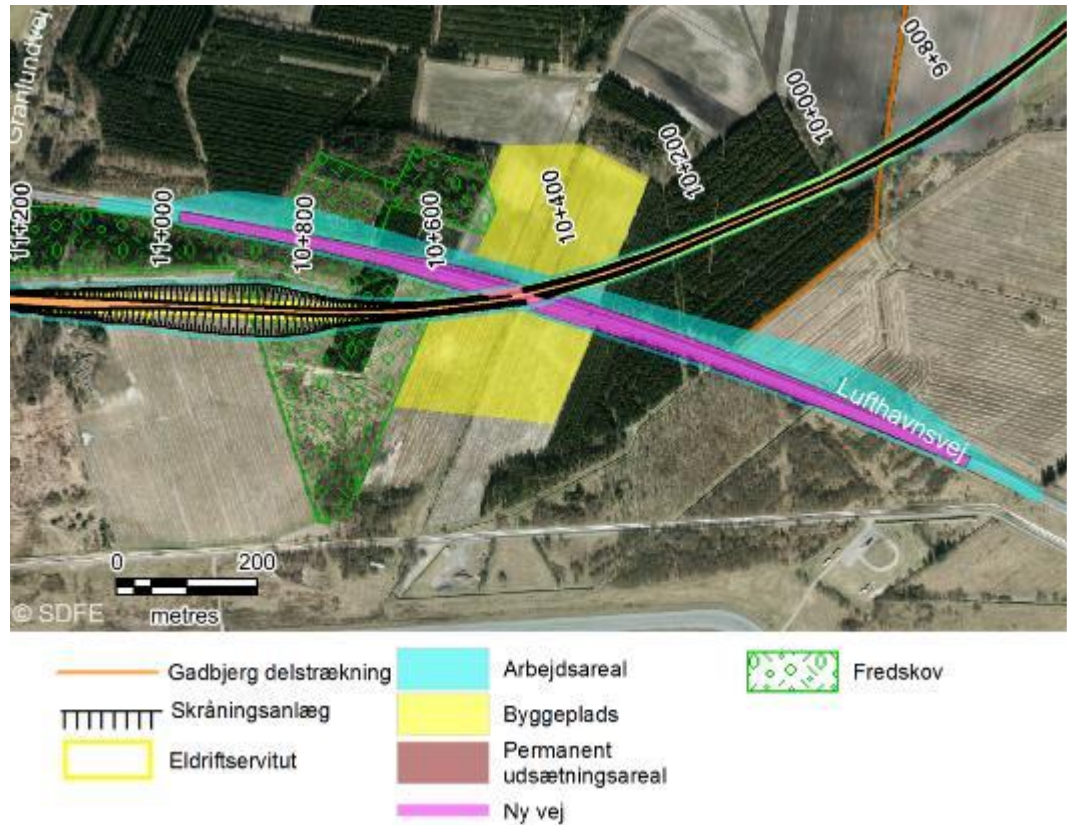 Granlundvej
9+800
10+000
10+200
10+400
10+600
10+800
11+000
11+200
Lufthavnsvej
0 200
metres
© SDFE
Gadbjerg delstrækning
Skråningsanlæg
Eldriftservitut
Arbejdsareal
Byggeplads
Permanent
udsætningsareal
Ny vej
Fredskov